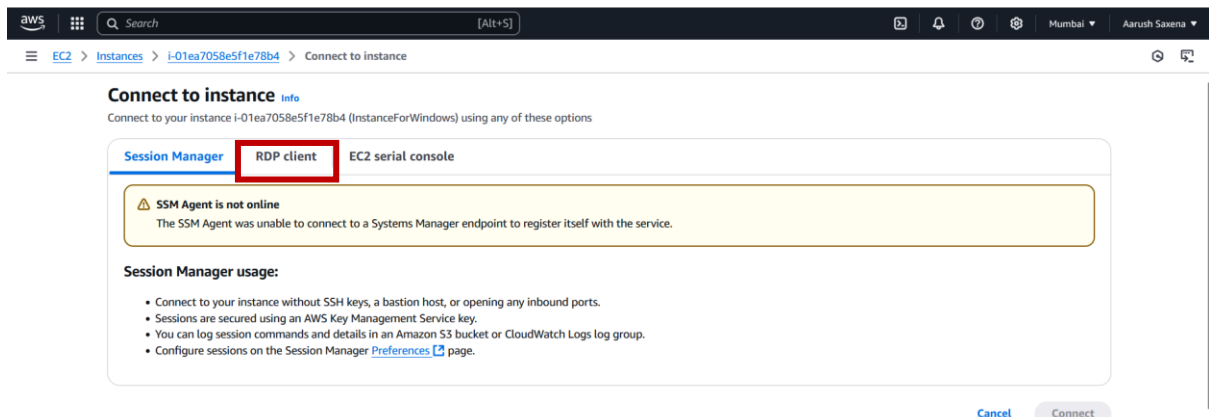 aws
Search [Alt+S]
Mumbai ▼ Aarush Saxena ▼
EC2 > Instances > i-01ea7058e5f1e78b4 > Connect to instance
Connect to instance Info
Connect to your instance i-01ea7058e5f1e78b4 (InstanceForWindows) using any of these options
Session Manager RDP client EC2 serial console
SSM Agent is not online
The SSM Agent was unable to connect to a Systems Manager endpoint to register itself with the service.
Session Manager usage:
• Connect to your instance without SSH keys, a bastion host, or opening any inbound ports.
• Sessions are secured using an AWS Key Management Service key.
• You can log session commands and details in an Amazon S3 bucket or CloudWatch Logs log group.
• Configure sessions on the Session Manager Preferences page.
Cancel Connect